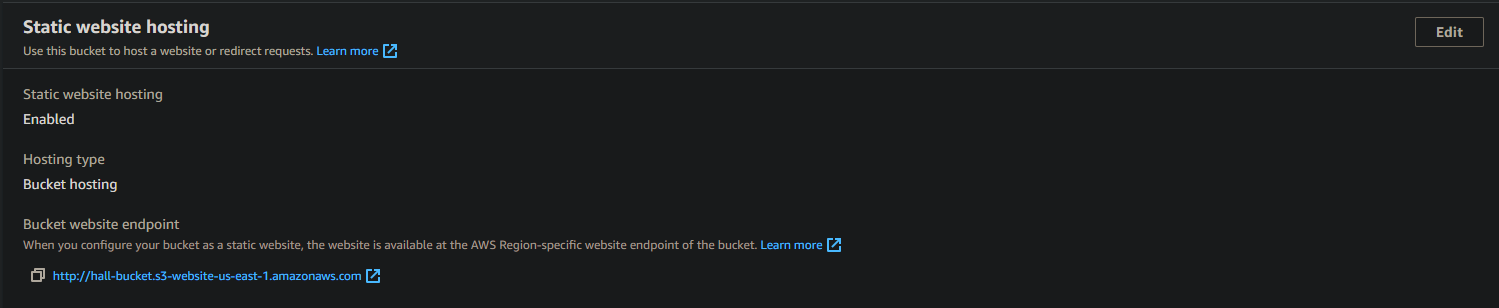 Static website hosting
Edit
Use this bucket to host a website or redirect requests. Learn more
Static website hosting
Enabled
Hosting type
Bucket hosting
Bucket website endpoint
When you configure your bucket as a static website, the website is available at the AWS Region-specific website endpoint of the bucket. Learn more
http://hall-bucket.s3-website-us-east-1.amazonaws.com